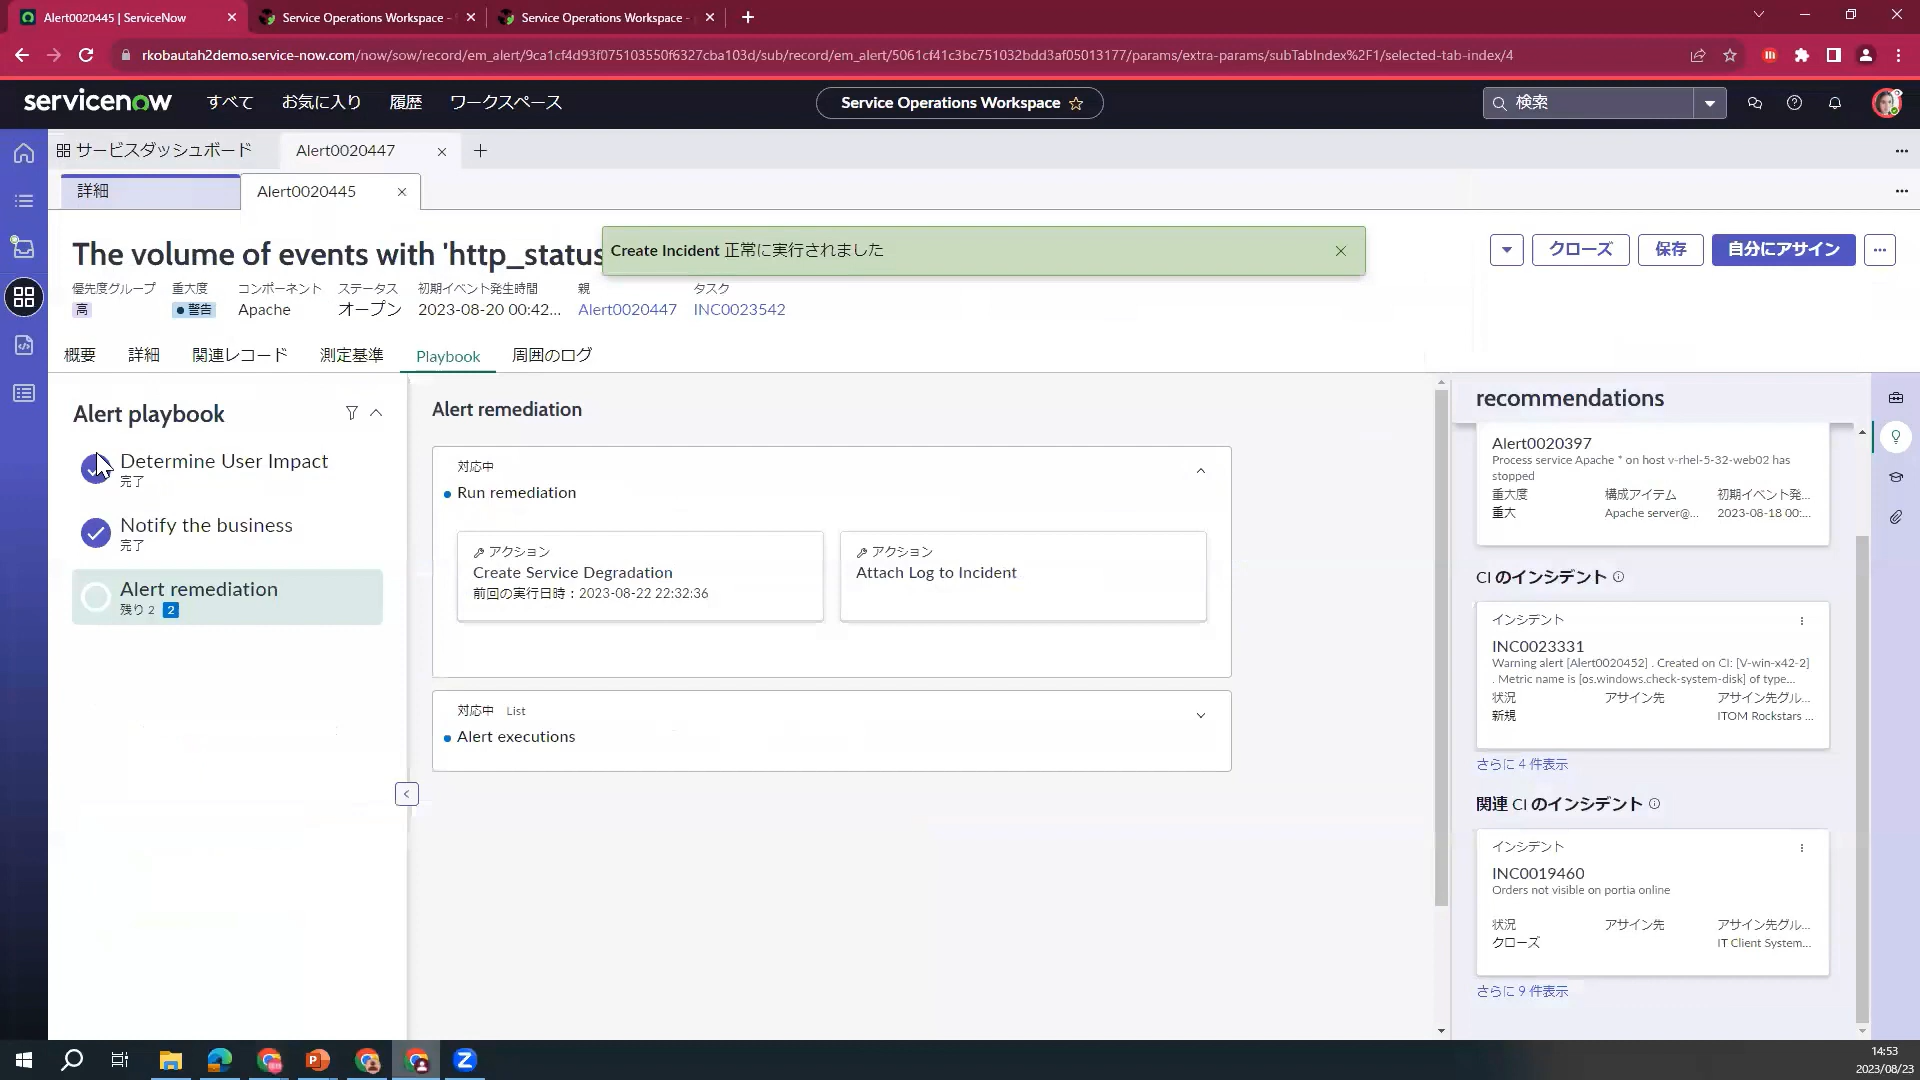 Alert0020445 | ServiceNow
Service Operations Workspace -
Service Operations Workspace -
rkobautah2demo.service-now.com/now/sow/record/em_alert/9ca1cf4d93f075103550f6327cba103d/sub/record/em_alert/5061cf41c3bc751032bdd3af05013177/params/extra-params/subTabIndex%2F1/selected-tab-index/4
servicenow
すべて
お気に入り
履歴
ワークスペース
Service Operations Workspace
検索
サービスダッシュボード
Alert0020447
詳細
Alert0020445
The volume of events with 'http_status
Create Incident 正常に実行されました
クローズ
保存
自分にアサイン
優先度グループ
高
重大度
警告
コンポーネント
Apache
ステータス
オープン
初期イベント発生時間
2023-08-20 00:42...
親
Alert0020447
タスク
INC0023542
概要
詳細
関連レコード
測定基準
Playbook
周囲のログ
Alert playbook
Determine User Impact
完了
Notify the business
完了
Alert remediation
残り 2 2
Alert remediation
対応中
Run remediation
アクション
Create Service Degradation
前回の実行日時：2023-08-22 22:32:36
アクション
Attach Log to Incident
対応中 List
Alert executions
recommendations
Alert0020397
Process service Apache * on host v-rhel-5-32-web02 has
stopped
重大度 構成アイテム 初期イベント発...
重大 Apache server@... 2023-08-18 00:...
CI のインシデント
インシデント
INC0023331
Warning alert [Alert0020452] . Created on CI: [V-win-x42-2]
. Metric name is [os.windows.check-system-disk] of type...
状況 アサイン先 アサイン先グル...
新規 ITOM Rockstars ...
さらに 4 件表示
関連 CI のインシデント
インシデント
INC0019460
Orders not visible on portia online
状況 アサイン先 アサイン先グル...
クローズ IT Client System...
さらに 9 件表示
14:53
2023/08/23